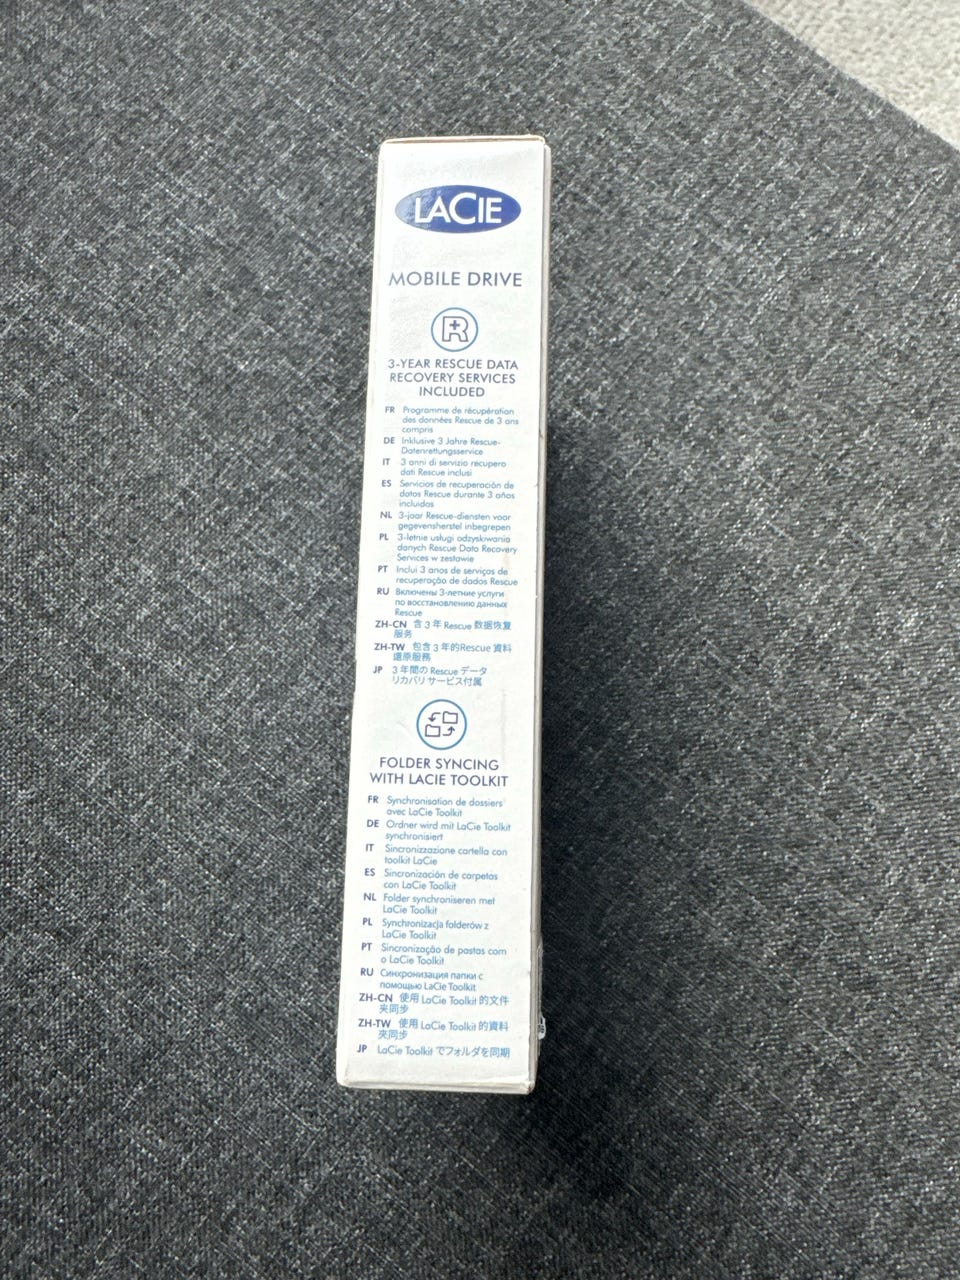 LACIE
MOBILE DRIVE
R
3-YEAR RESCUE DATA
RECOVERY SERVICES
INCLUDED
FR Programme de récupération
des données Rescue de 3 ans
compris
DE Inklusive 3 Jahre Rescue-
Datenrettungsservice
IT 3 anni di servizio recupero
dati Rescue inclusi
ES Servicios de recuperación de
datos Rescue durante 3 años
incluidos
NL 3-jaar Rescue-diensten voor
gegevensherstel inbegrepen
PL 3-letnie usługi odzyskiwania
danych Rescue Data Recovery
Services w zestawie
PT Inclui 3 anos de serviços de
recuperação de dados Rescue
RU Включены 3-летние услуги
по восстановлению данных
Rescue
ZH-CN 含 3 年 Rescue 数据恢复
服务
ZH-TW 包含 3 年的Rescue 資料
還原服務
JP 3 年間の Rescue データ
リカバリ サービス付属
FOLDER SYNCING
WITH LACIE TOOLKIT
FR Synchronisation de dossiers
avec LaCie Toolkit
DE Ordner wird mit LaCie Toolkit
synchronisiert
IT Sincronizzazione cartella con
toolkit LaCie
ES Sincronización de carpetas
con LaCie Toolkit
NL Folder synchroniseren met
LaCie Toolkit
PL Synchronizacja folderów z
LaCie Toolkit
PT Sincronização de pastas com
o LaCie Toolkit
RU Синхронизация папки с
помощью LaCie Toolkit
ZH-CN 使用 LaCie Toolkit 的文件
夹同步
ZH-TW 使用 LaCie Toolkit 的資料
夾同步
JP LaCie Toolkit でフォルダを同期